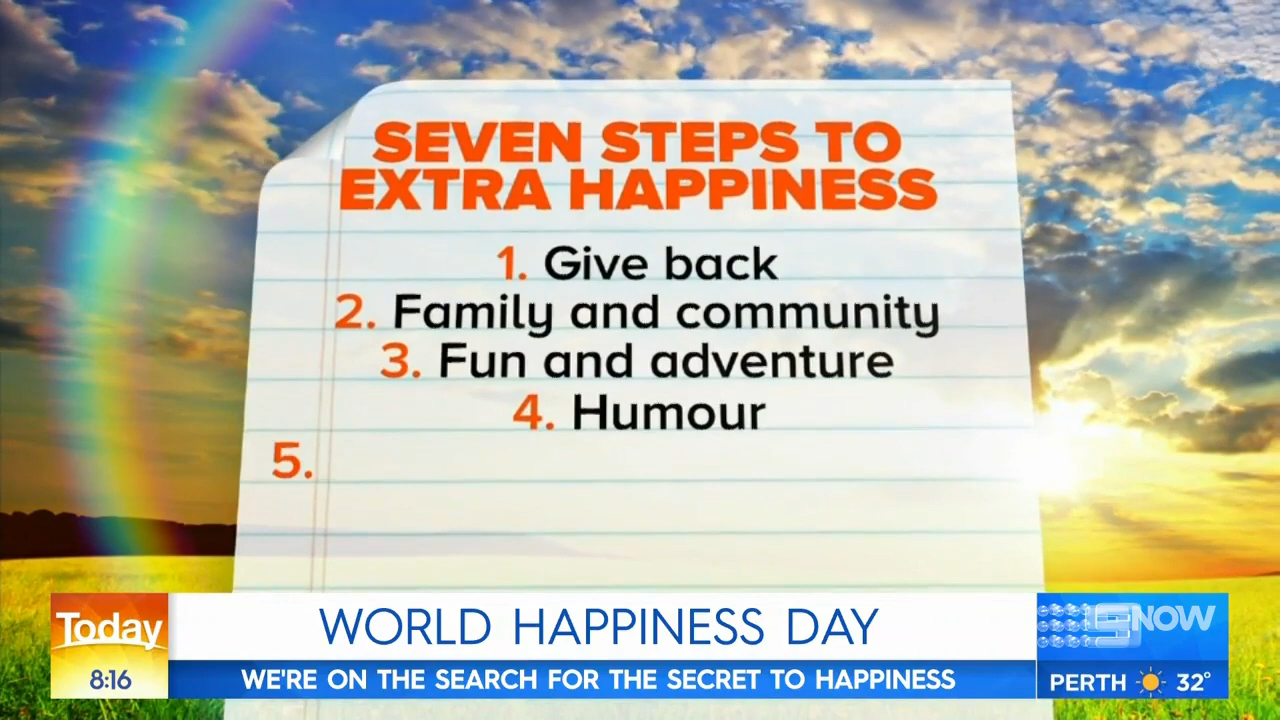 SEVEN STEPS TO
EXTRA HAPPINESS
1. Give back
2. Family and community
3. Fun and adventure
4. Humour
5.
Today
8:16
WORLD HAPPINESS DAY
WE'RE ON THE SEARCH FOR THE SECRET TO HAPPINESS
9NOW
PERTH 32°